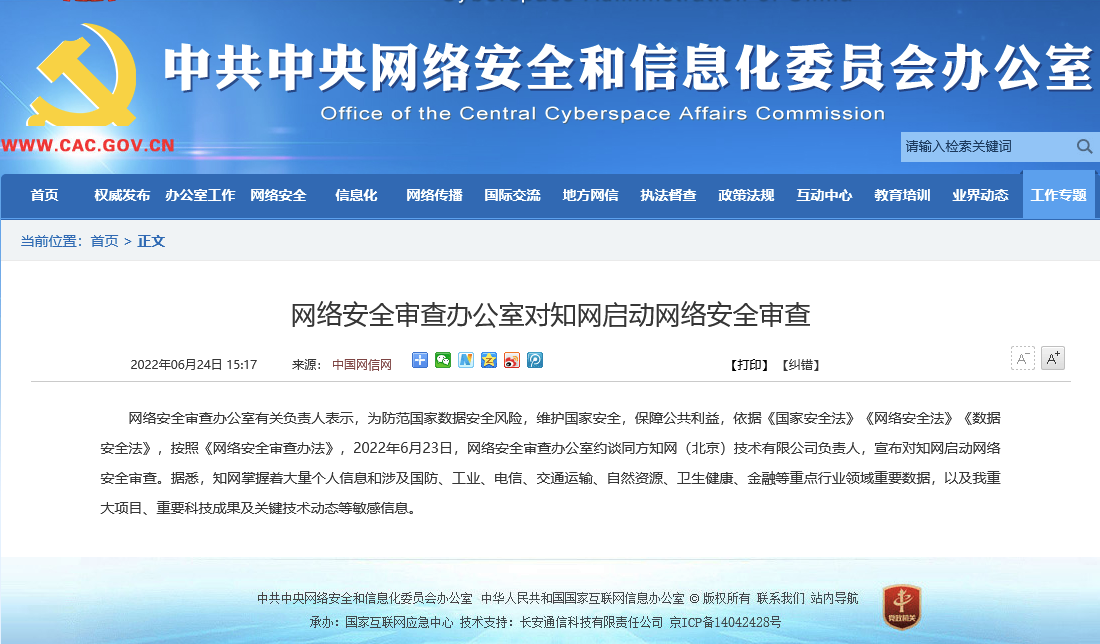 中共中央网络安全和信息化委员会办公室
Office of the Central Cyberspace Affairs Commission
WWW.CAC.GOV.CN
请输入检索关键词
首页 权威发布 办公室工作 网络安全 信息化 网络传播 国际交流 地方网信 执法督查 政策法规 互动中心 教育培训 业界动态 工作专题
当前位置：首页 > 正文
网络安全审查办公室对知网启动网络安全审查
2022年06月24日 15:17 来源： 中国网信网 【打印】 【纠错】 A- A+
网络安全审查办公室有关负责人表示，为防范国家数据安全风险，维护国家安全，保障公共利益，依据《国家安全法》《网络安全法》《数据
安全法》，按照《网络安全审查办法》，2022年6月23日，网络安全审查办公室约谈同方知网（北京）技术有限公司负责人，宣布对知网启动网络
安全审查。据悉，知网掌握着大量个人信息和涉及国防、工业、电信、交通运输、自然资源、卫生健康、金融等重点行业领域重要数据，以及我重
大项目、重要科技成果及关键技术动态等敏感信息。
中共中央网络安全和信息化委员会办公室 中华人民共和国国家互联网信息办公室 © 版权所有 联系我们 站内导航
承办：国家互联网应急中心 技术支持：长安通信科技有限责任公司 京ICP备14042428号
党政机关